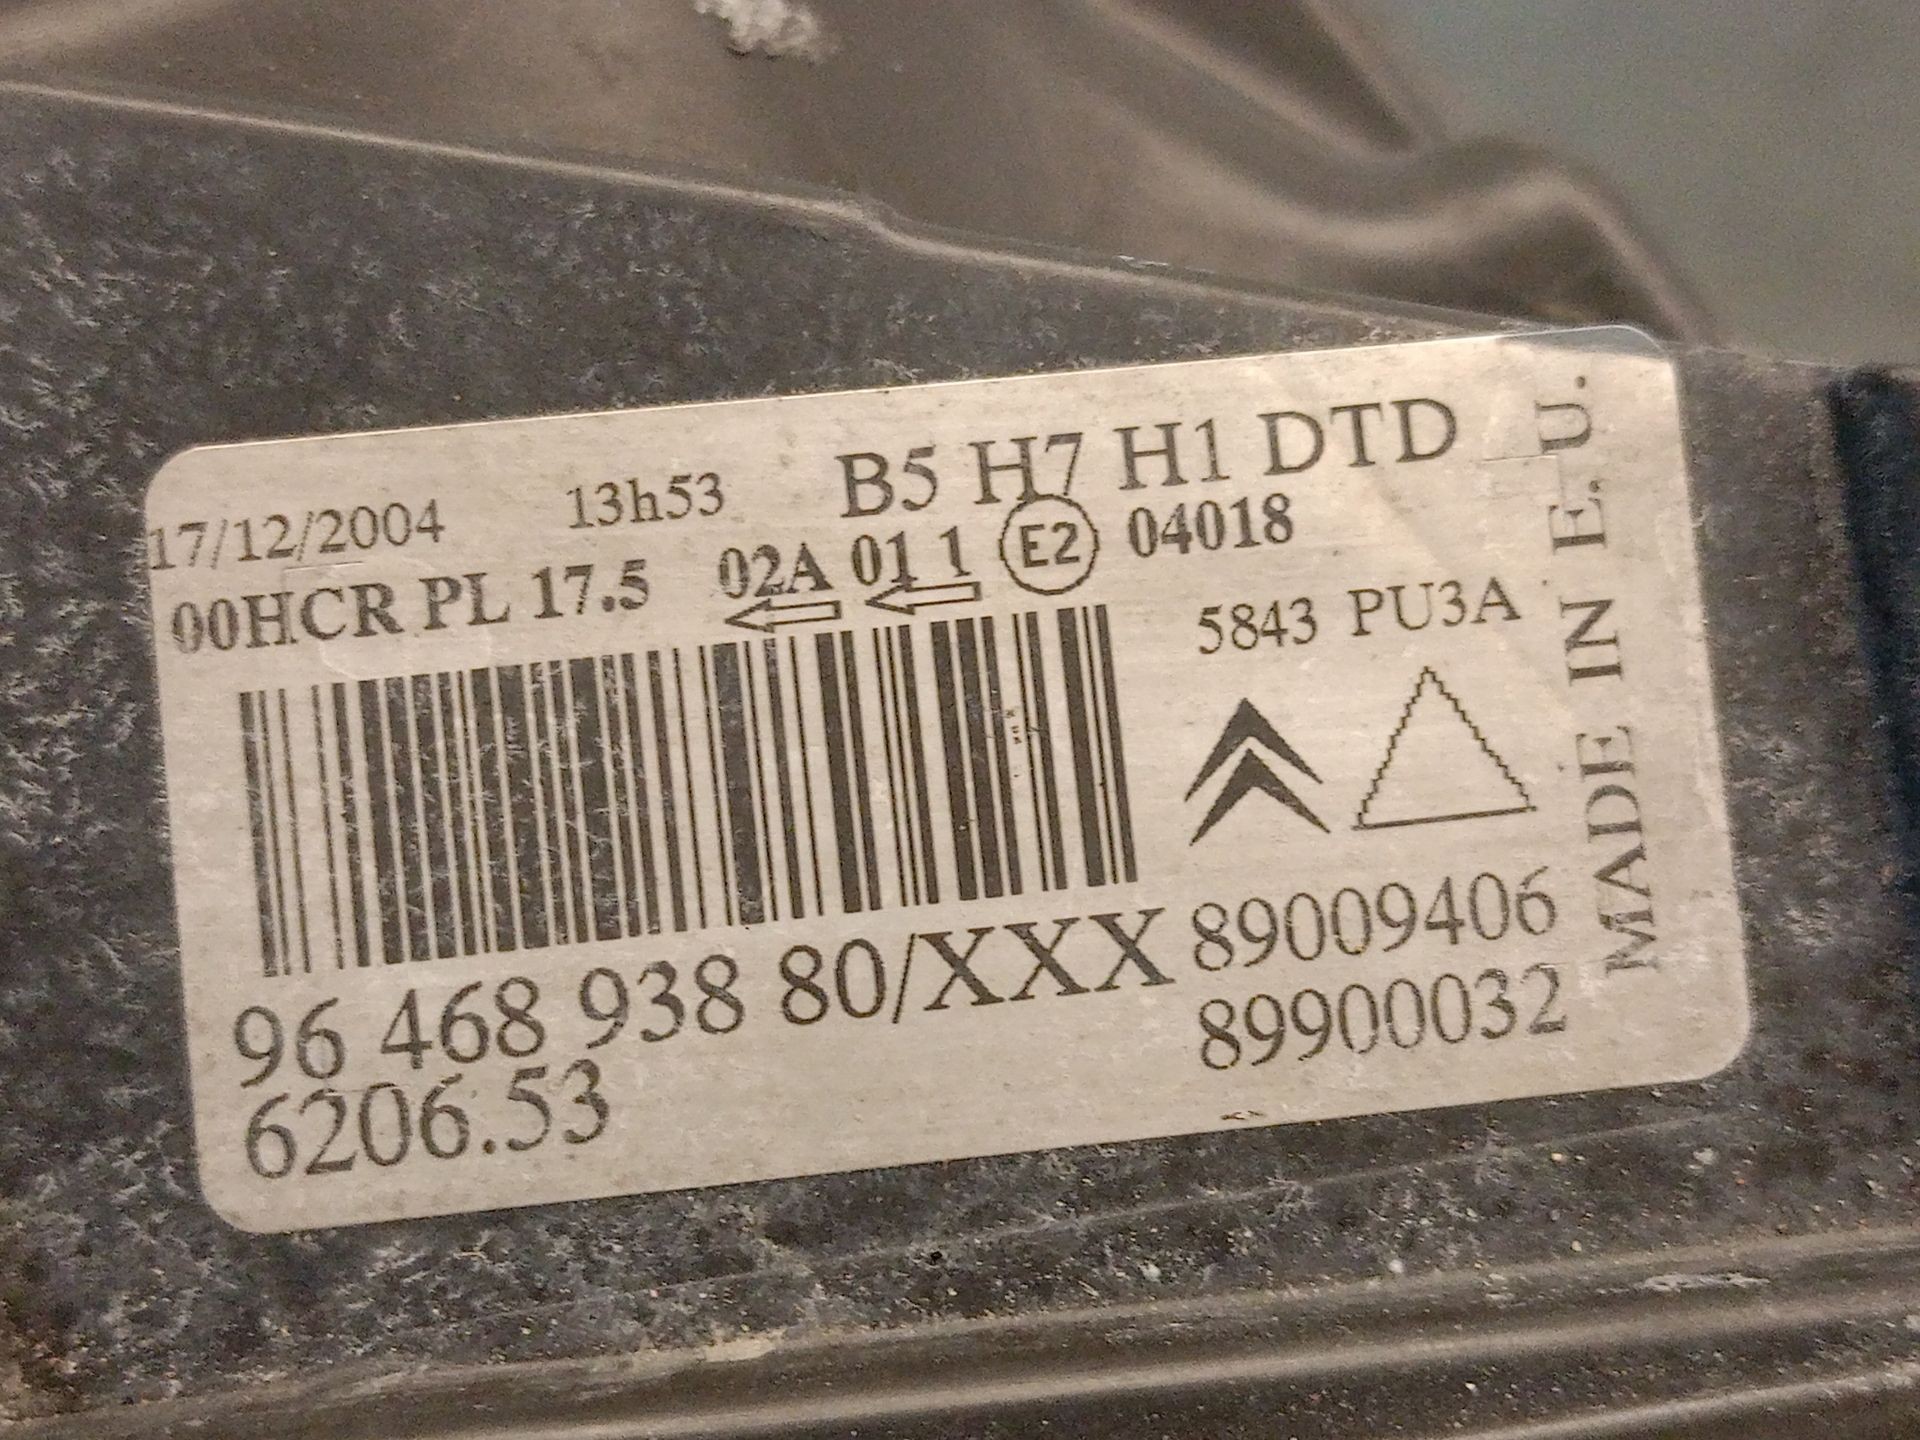 B5 H7 H1 DTD
17/12/2004 13h53
00HCR PL 17.5 02A 01 1 E2 04018
5843 PU3A
96 468 938 80/XXX 89009406
6206.53 89900032
MADE IN E.U.